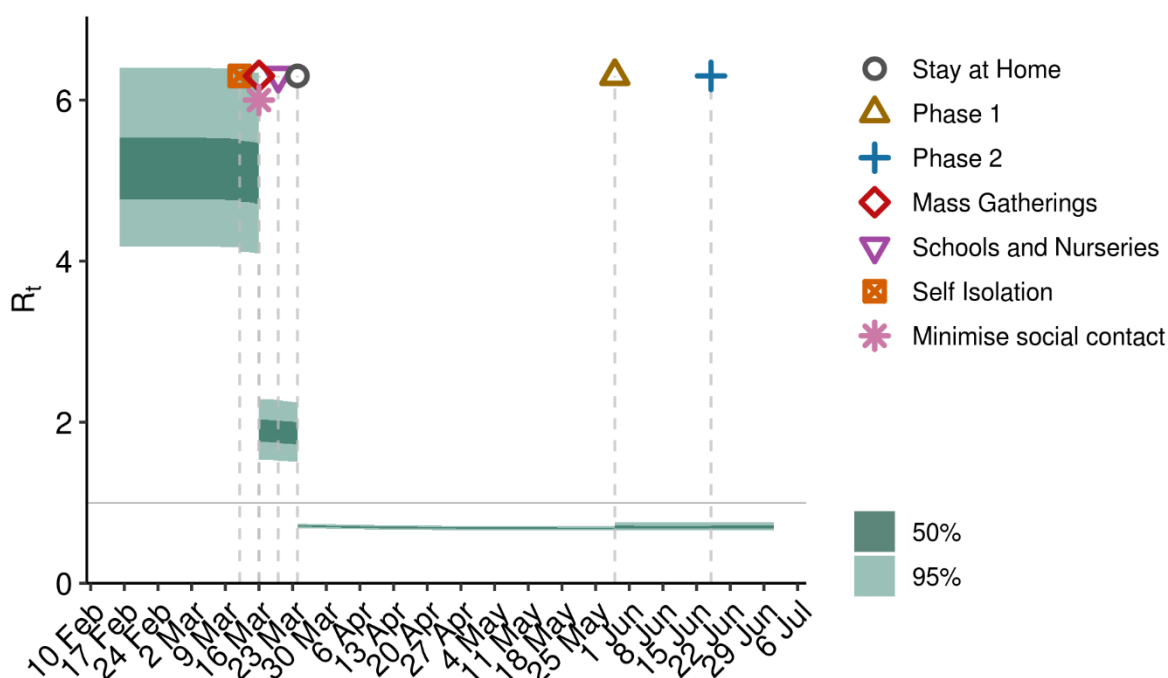 R_t
6
4
2
0
10 Feb
17 Feb
24 Feb
2 Mar
9 Mar
16 Mar
23 Mar
30 Mar
6 Apr
13 Apr
20 Apr
27 Apr
4 May
11 May
18 May
25 May
1 Jun
8 Jun
15 Jun
22 Jun
29 Jun
6 Jul
Stay at Home
Phase 1
Phase 2
Mass Gatherings
Schools and Nurseries
Self Isolation
Minimise social contact
50%
95%